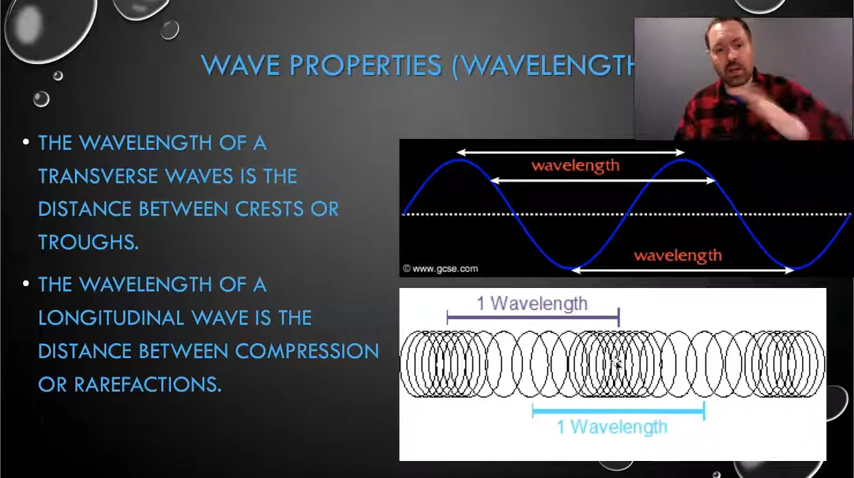 WAVE PROPERTIES (WAVELENGTH
• THE WAVELENGTH OF A
TRANSVERSE WAVES IS THE
DISTANCE BETWEEN CRESTS OR
TROUGHS.
• THE WAVELENGTH OF A
LONGITUDINAL WAVE IS THE
DISTANCE BETWEEN COMPRESSION
OR RAREFACTIONS.
wavelength
wavelength
© www.gcse.com
1 Wavelength
1 Wavelength